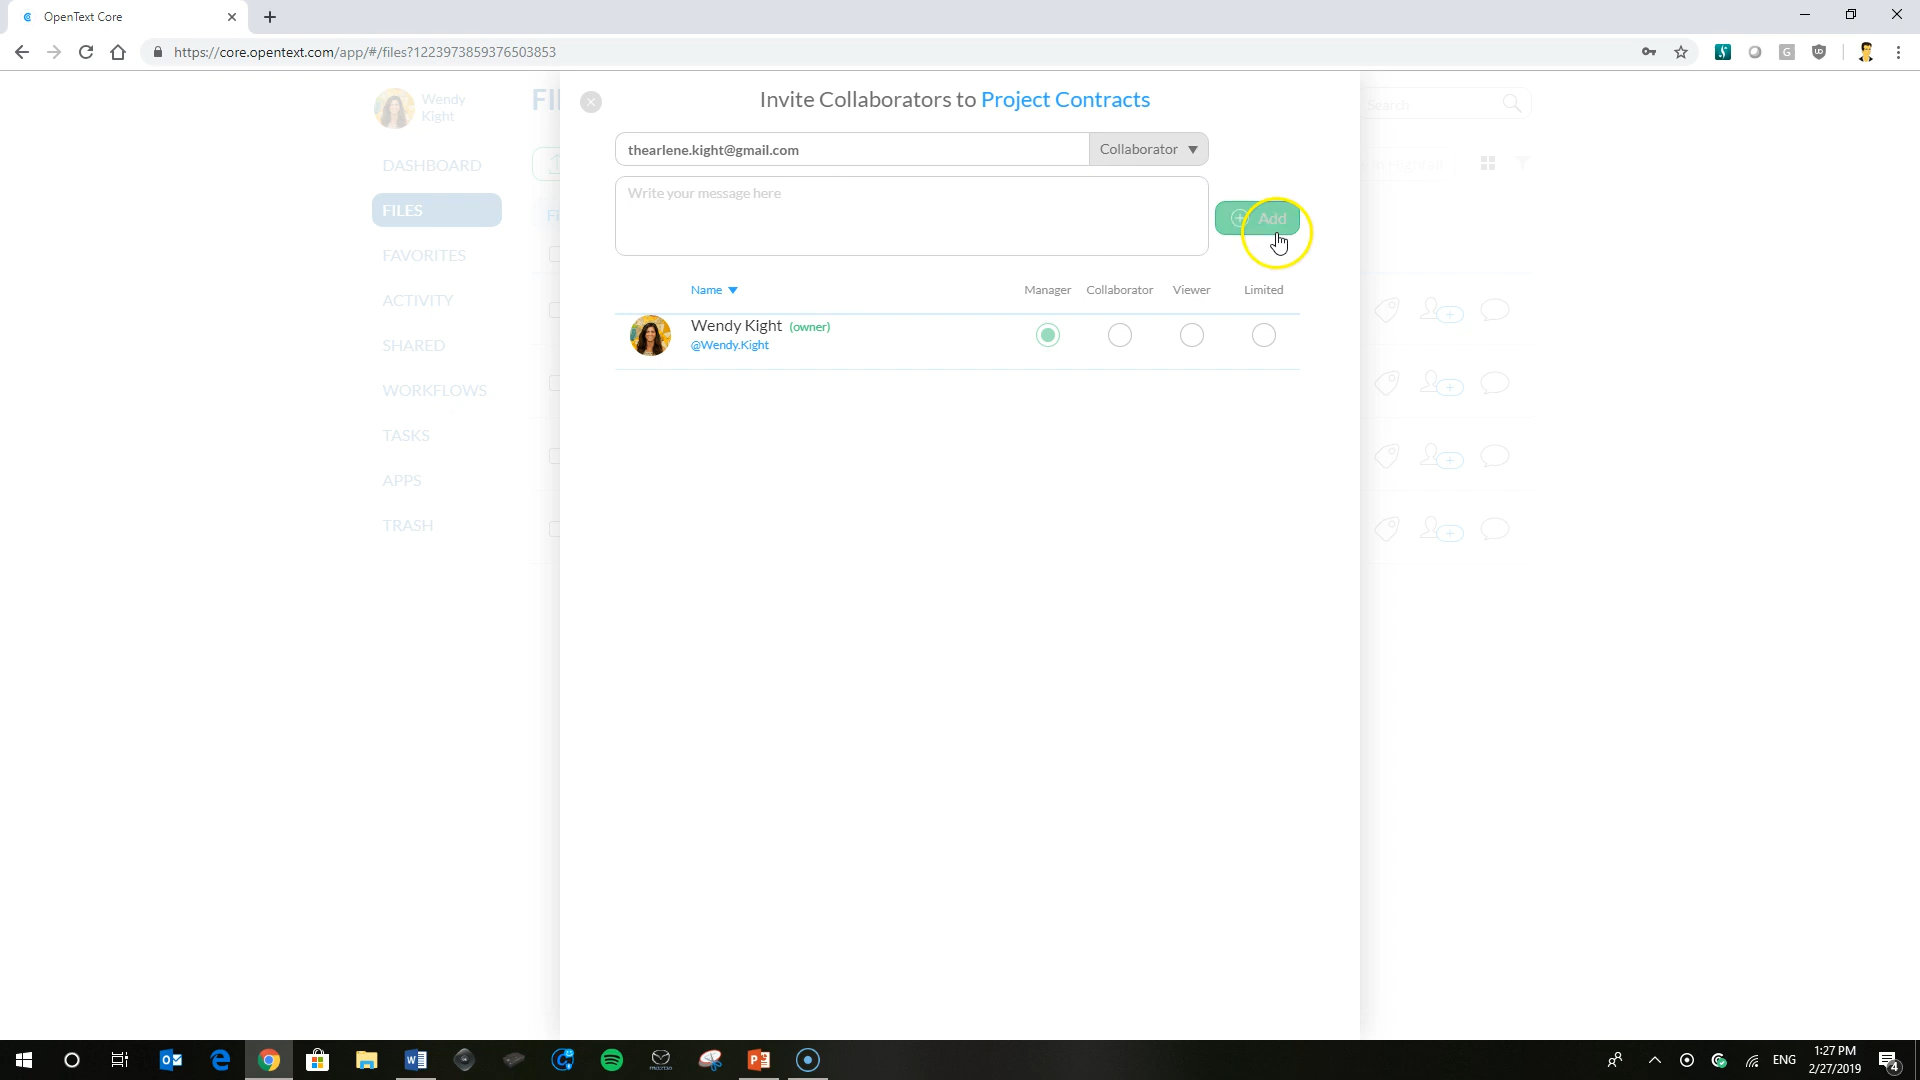 OpenText Core
https://core.opentext.com/app/#/files?1223973859376503853
Wendy
Kight
DASHBOARD
FILES
FAVORITES
ACTIVITY
SHARED
WORKFLOWS
TASKS
APPS
TRASH
Invite Collaborators to Project Contracts
thearlene.kight@gmail.com
Collaborator
Write your message here
Add
Name
Manager
Collaborator
Viewer
Limited
Wendy Kight (owner)
@Wendy.Kight
Search
ENG
1:27 PM
2/27/2019
4